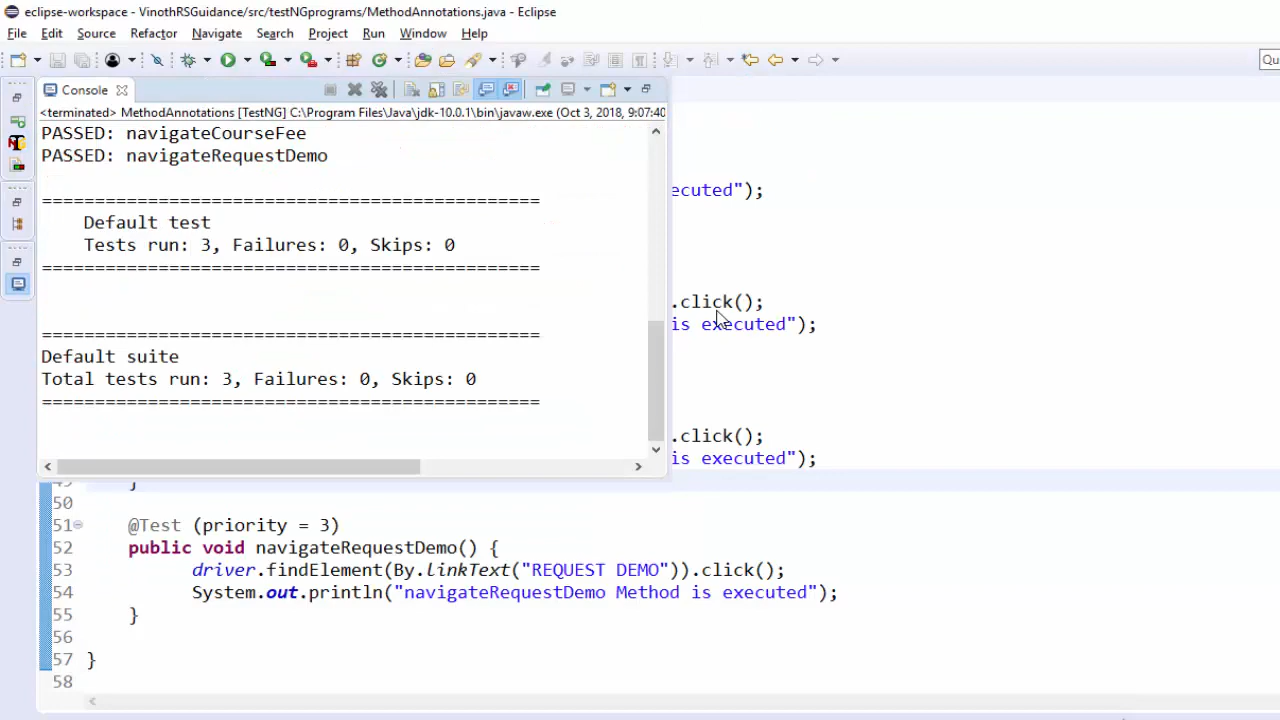 eclipse-workspace - VinothRSGuidance/src/testNGprograms/MethodAnnotations.java - Eclipse
File Edit Source Refactor Navigate Search Project Run Window Help
Qu
Console
<terminated> MethodAnnotations [TestNG] C:\Program Files\Java\jdk-10.0.1\bin\javaw.exe (Oct 3, 2018, 9:07:40
PASSED: navigateCourseFee
PASSED: navigateRequestDemo
ecuted");
===============================================
Default test
Tests run: 3, Failures: 0, Skips: 0
===============================================
.click();
is executed");
===============================================
Default suite
Total tests run: 3, Failures: 0, Skips: 0
===============================================
.click();
is executed");
49 }
50
51 @Test (priority = 3)
52 public void navigateRequestDemo() {
53 driver.findElement(By.linkText("REQUEST DEMO")).click();
54 System.out.println("navigateRequestDemo Method is executed");
55 }
56
57 }
58